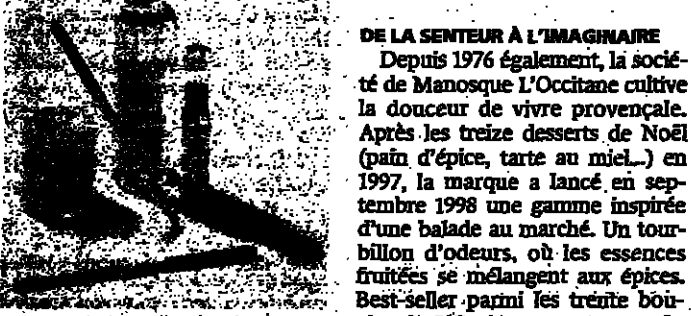 DE LA SENTEUR À L'IMAGINAIRE
Depuis 1976 également, la socié-
té de Manosque L'Occitane cultive
la douceur de vivre provençale.
Après les treize desserts de Noël
(pain d'épice, tarte au miel...) en
1997, la marque a lancé en sep-
tembre 1998 une gamme inspirée
d'une balade au marché. Un tour-
billon d'odeurs, où les essences
fruitées se mélangent aux épices.
Best-seller parmi les trente bou-